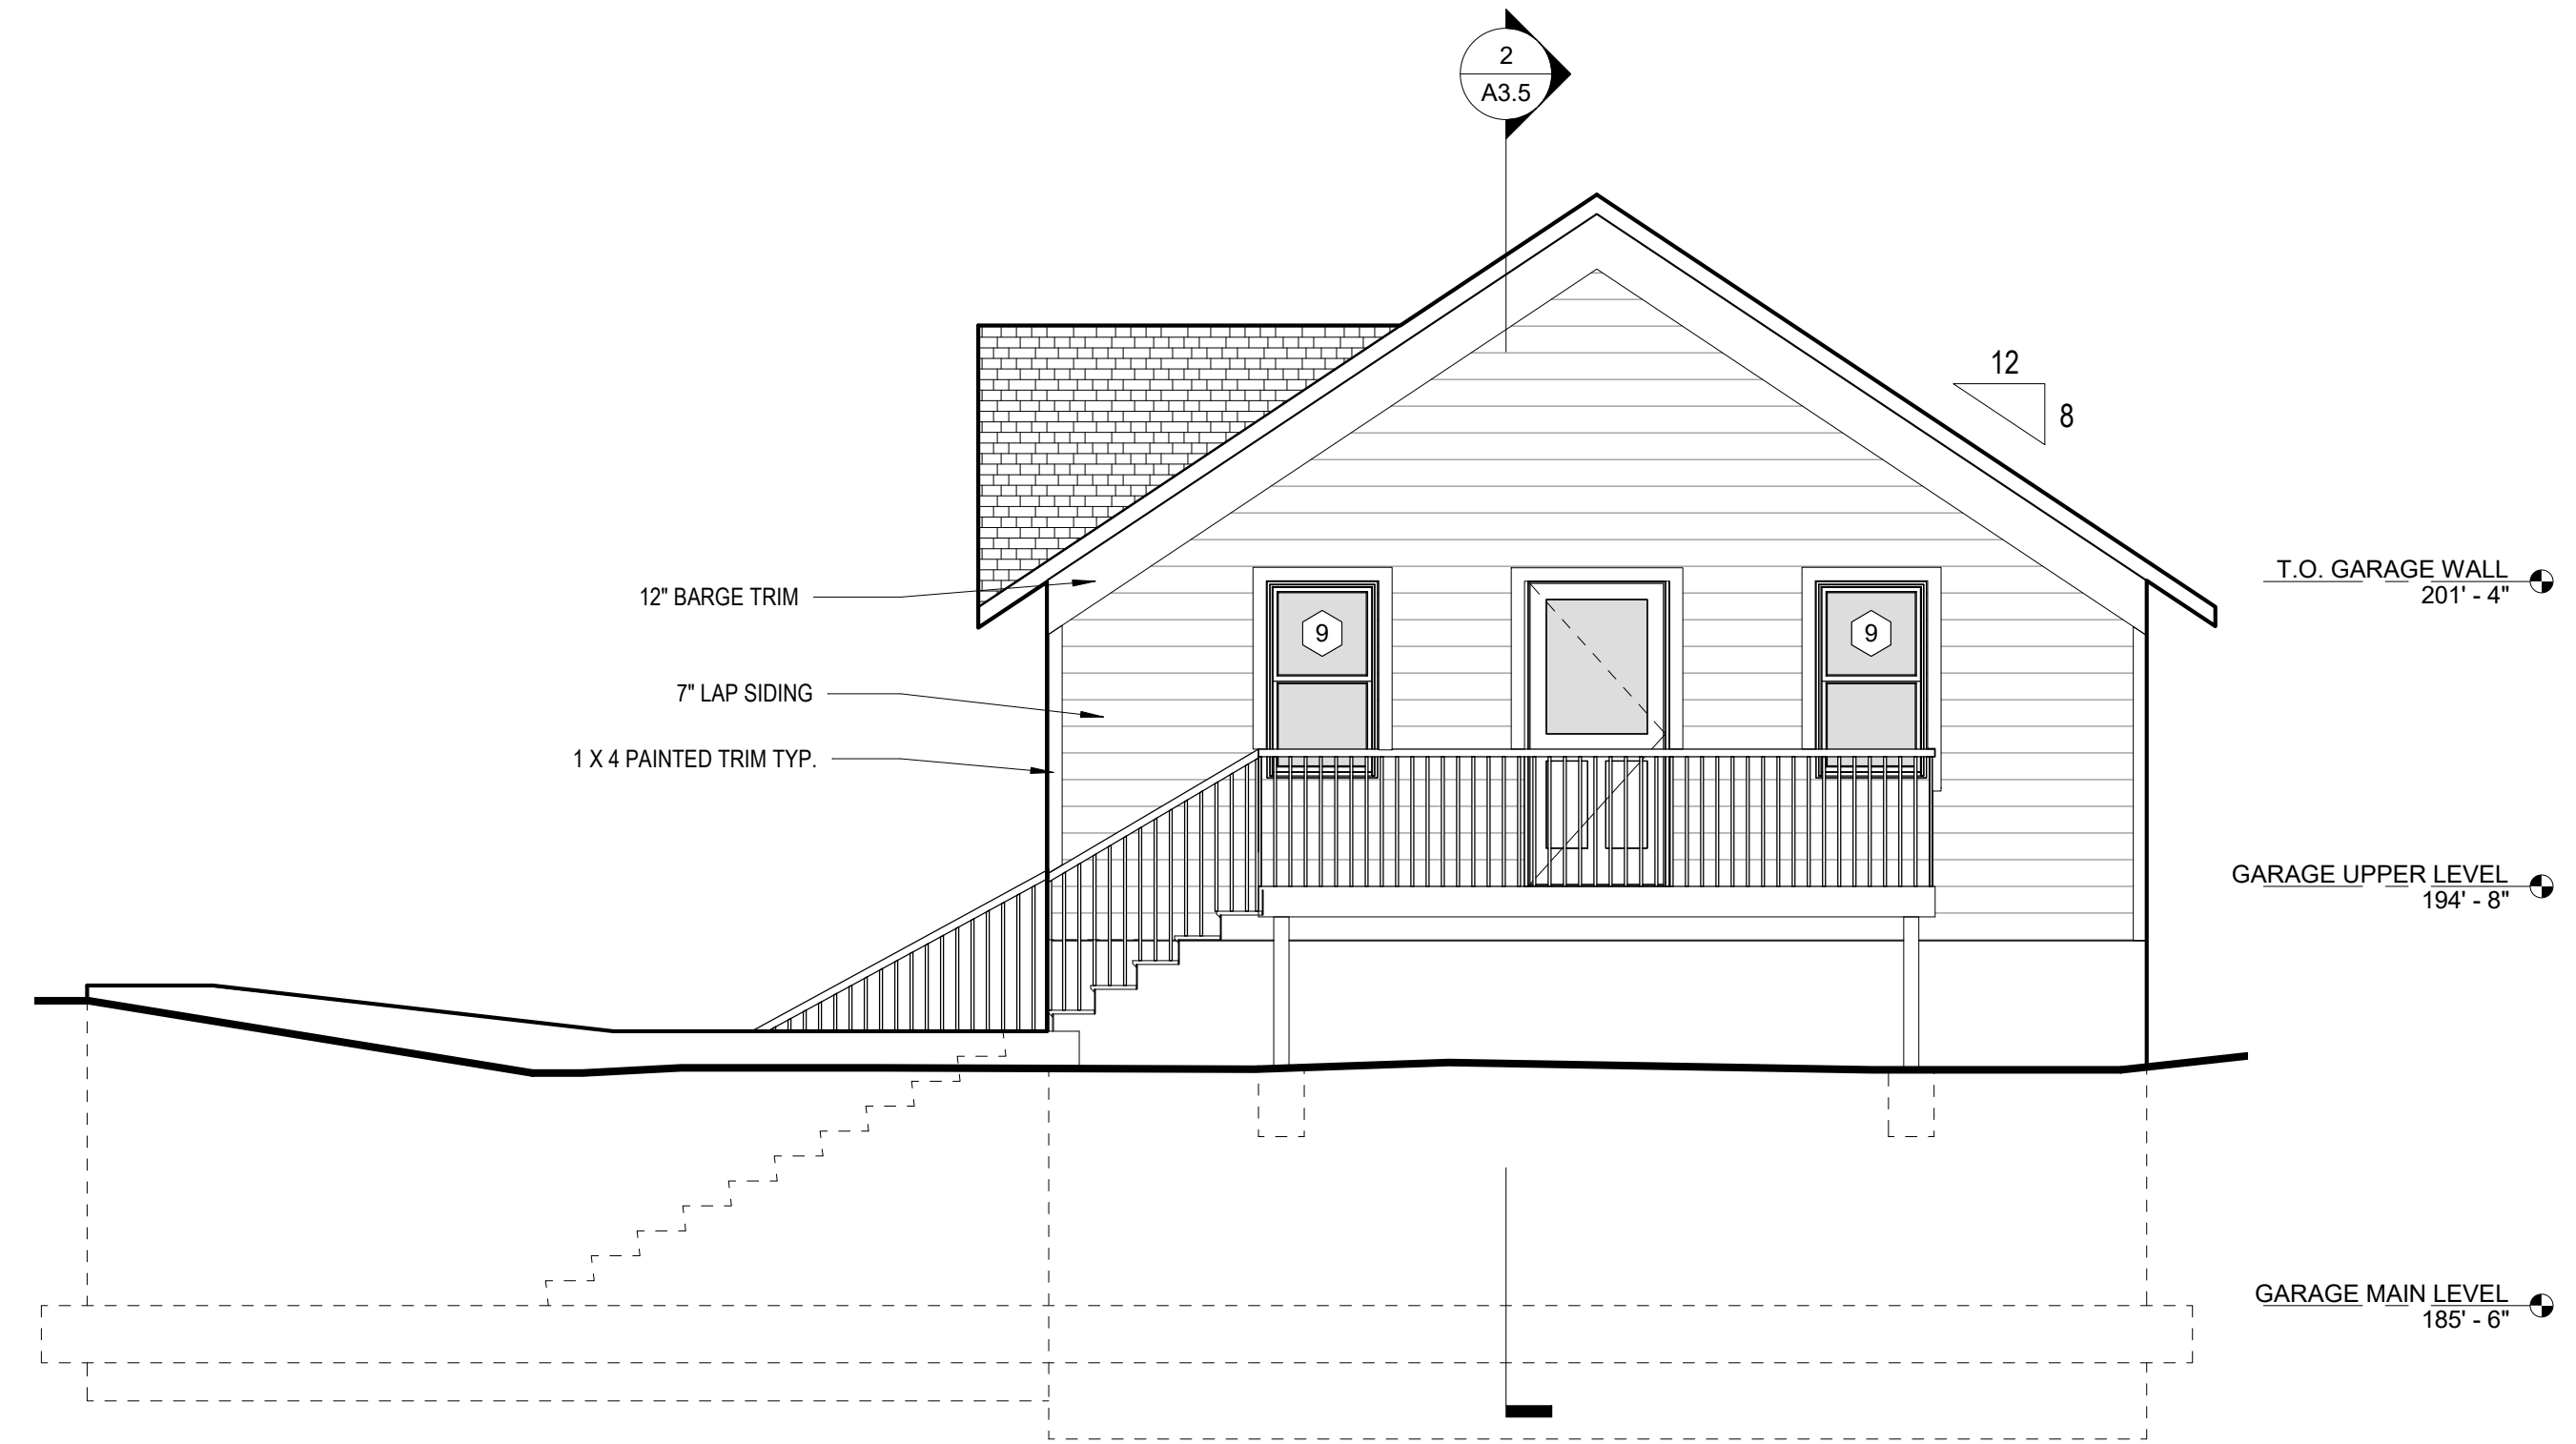 2
A3.5
12
8
T.O. GARAGE WALL
201' - 4"
12" BARGE TRIM
9
9
7" LAP SIDING
1 X 4 PAINTED TRIM TYP.
GARAGE UPPER LEVEL
194' - 8"
GARAGE MAIN LEVEL
185' - 6"